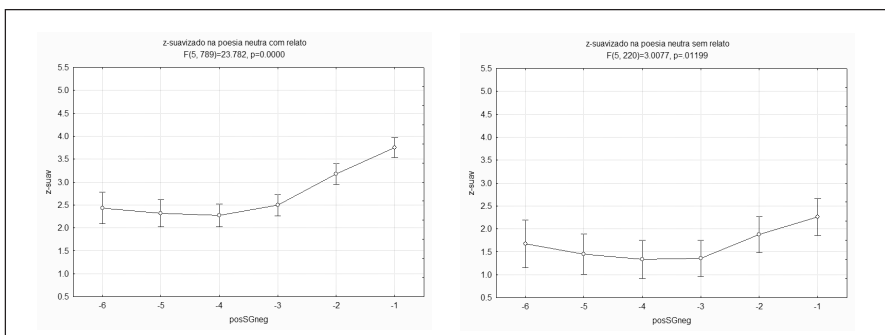 z-suavizado na poesia neutra com relato
F(5, 789)=23.782, p=0.0000
5.5
5.0
4.5
4.0
3.5
3.0
2.5
2.0
1.5
1.0
0.5
z-suav
-6 -5 -4 -3 -2 -1
posSGneg
z-suavizado na poesia neutra sem relato
F(5, 220)=3.0077, p=.01199
5.5
5.0
4.5
4.0
3.5
3.0
2.5
2.0
1.5
1.0
0.5
z-suav
-6 -5 -4 -3 -2 -1
posSGneg